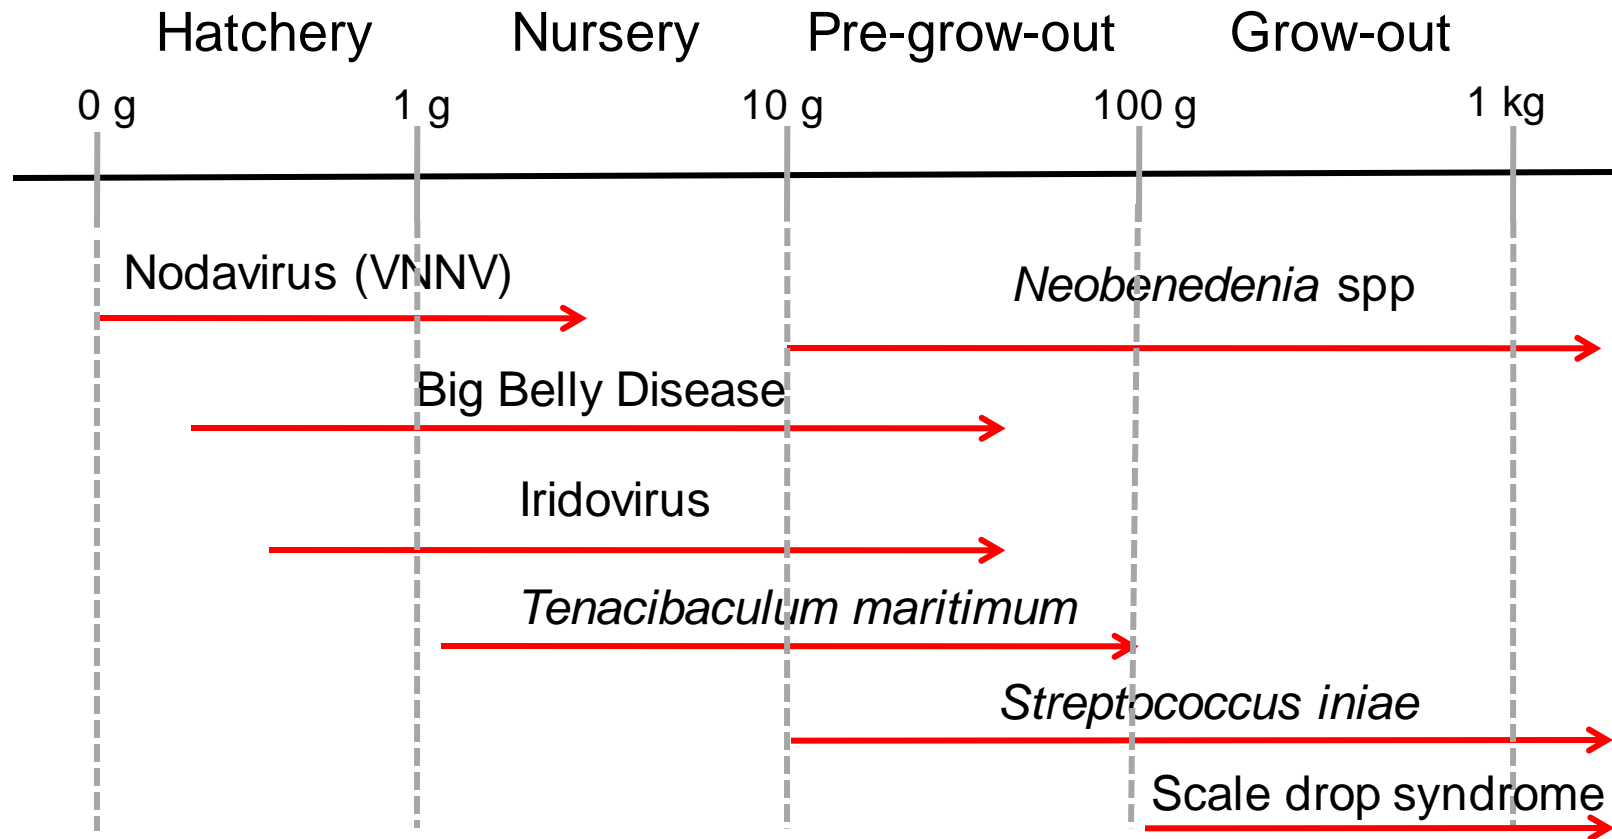 Hatchery Nursery Pre-grow-out Grow-out
0 g 1 g 10 g 100 g 1 kg
Nodavirus (VNNV)
Neobenedenia spp
Big Belly Disease
Iridovirus
Tenacibaculum maritimum
Streptococcus iniae
Scale drop syndrome